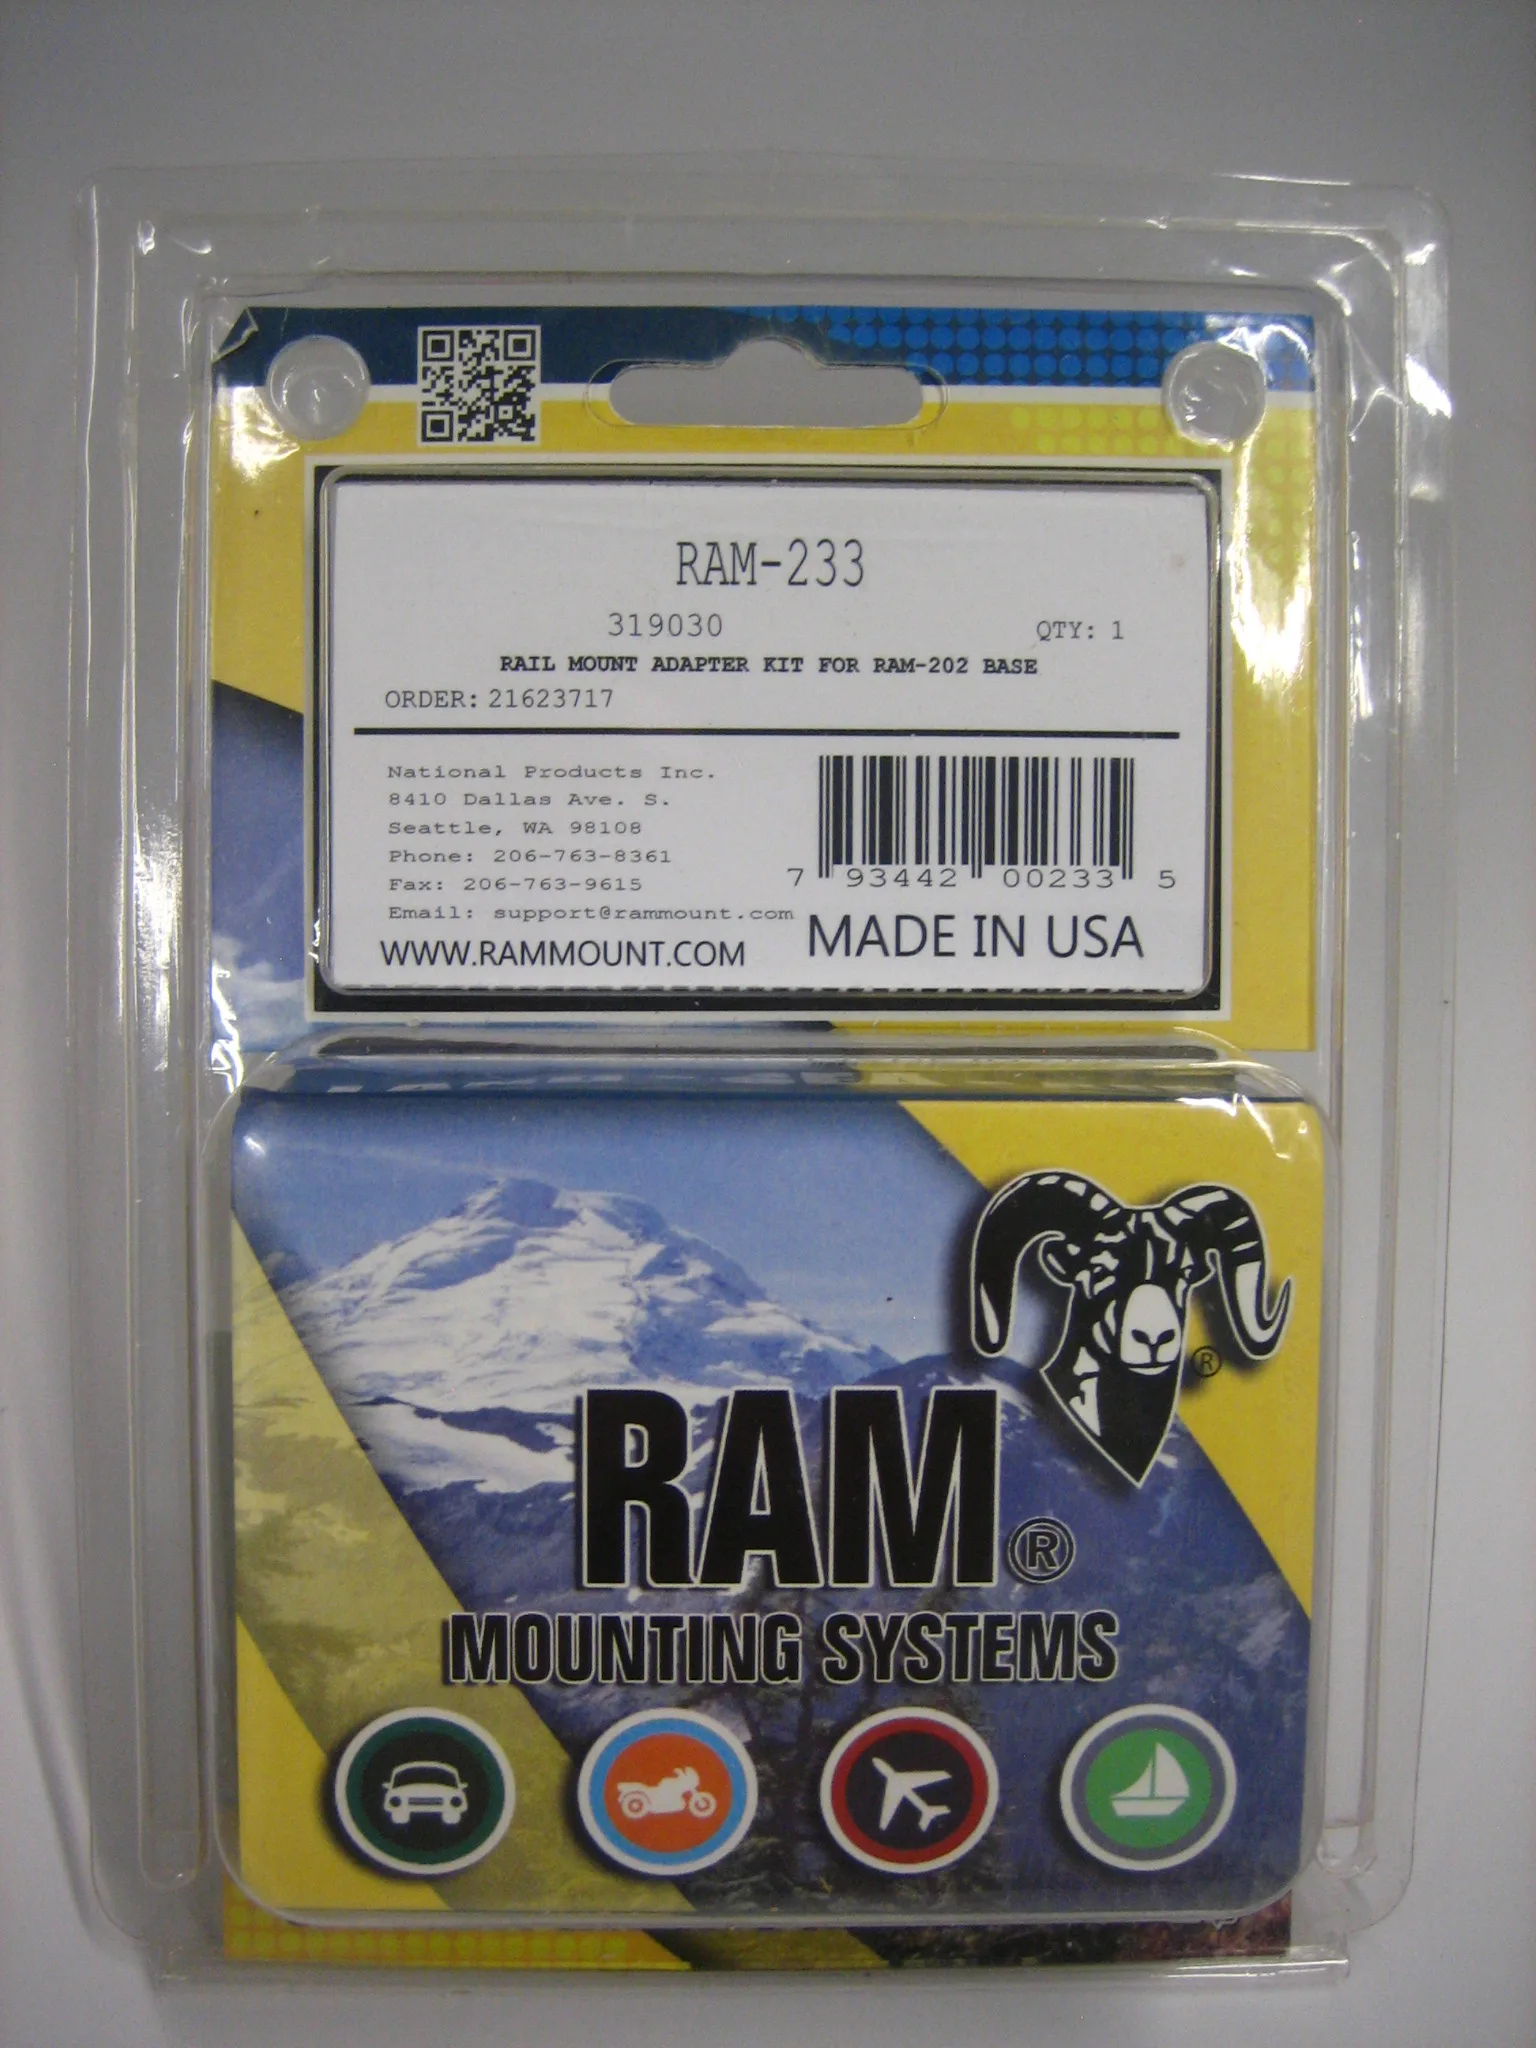 RAM-233
319030 QTY: 1
RAIL MOUNT ADAPTER KIT FOR RAM-202 BASE
ORDER: 21623717
National Products Inc.
8410 Dallas Ave. S.
Seattle, WA 98108
Phone: 206-763-8361
Fax: 206-763-9615
Email: support@rammount.com
WWW.RAMMOUNT.COM
7 93442 00233 5
MADE IN USA
®
RAM®
MOUNTING SYSTEMS